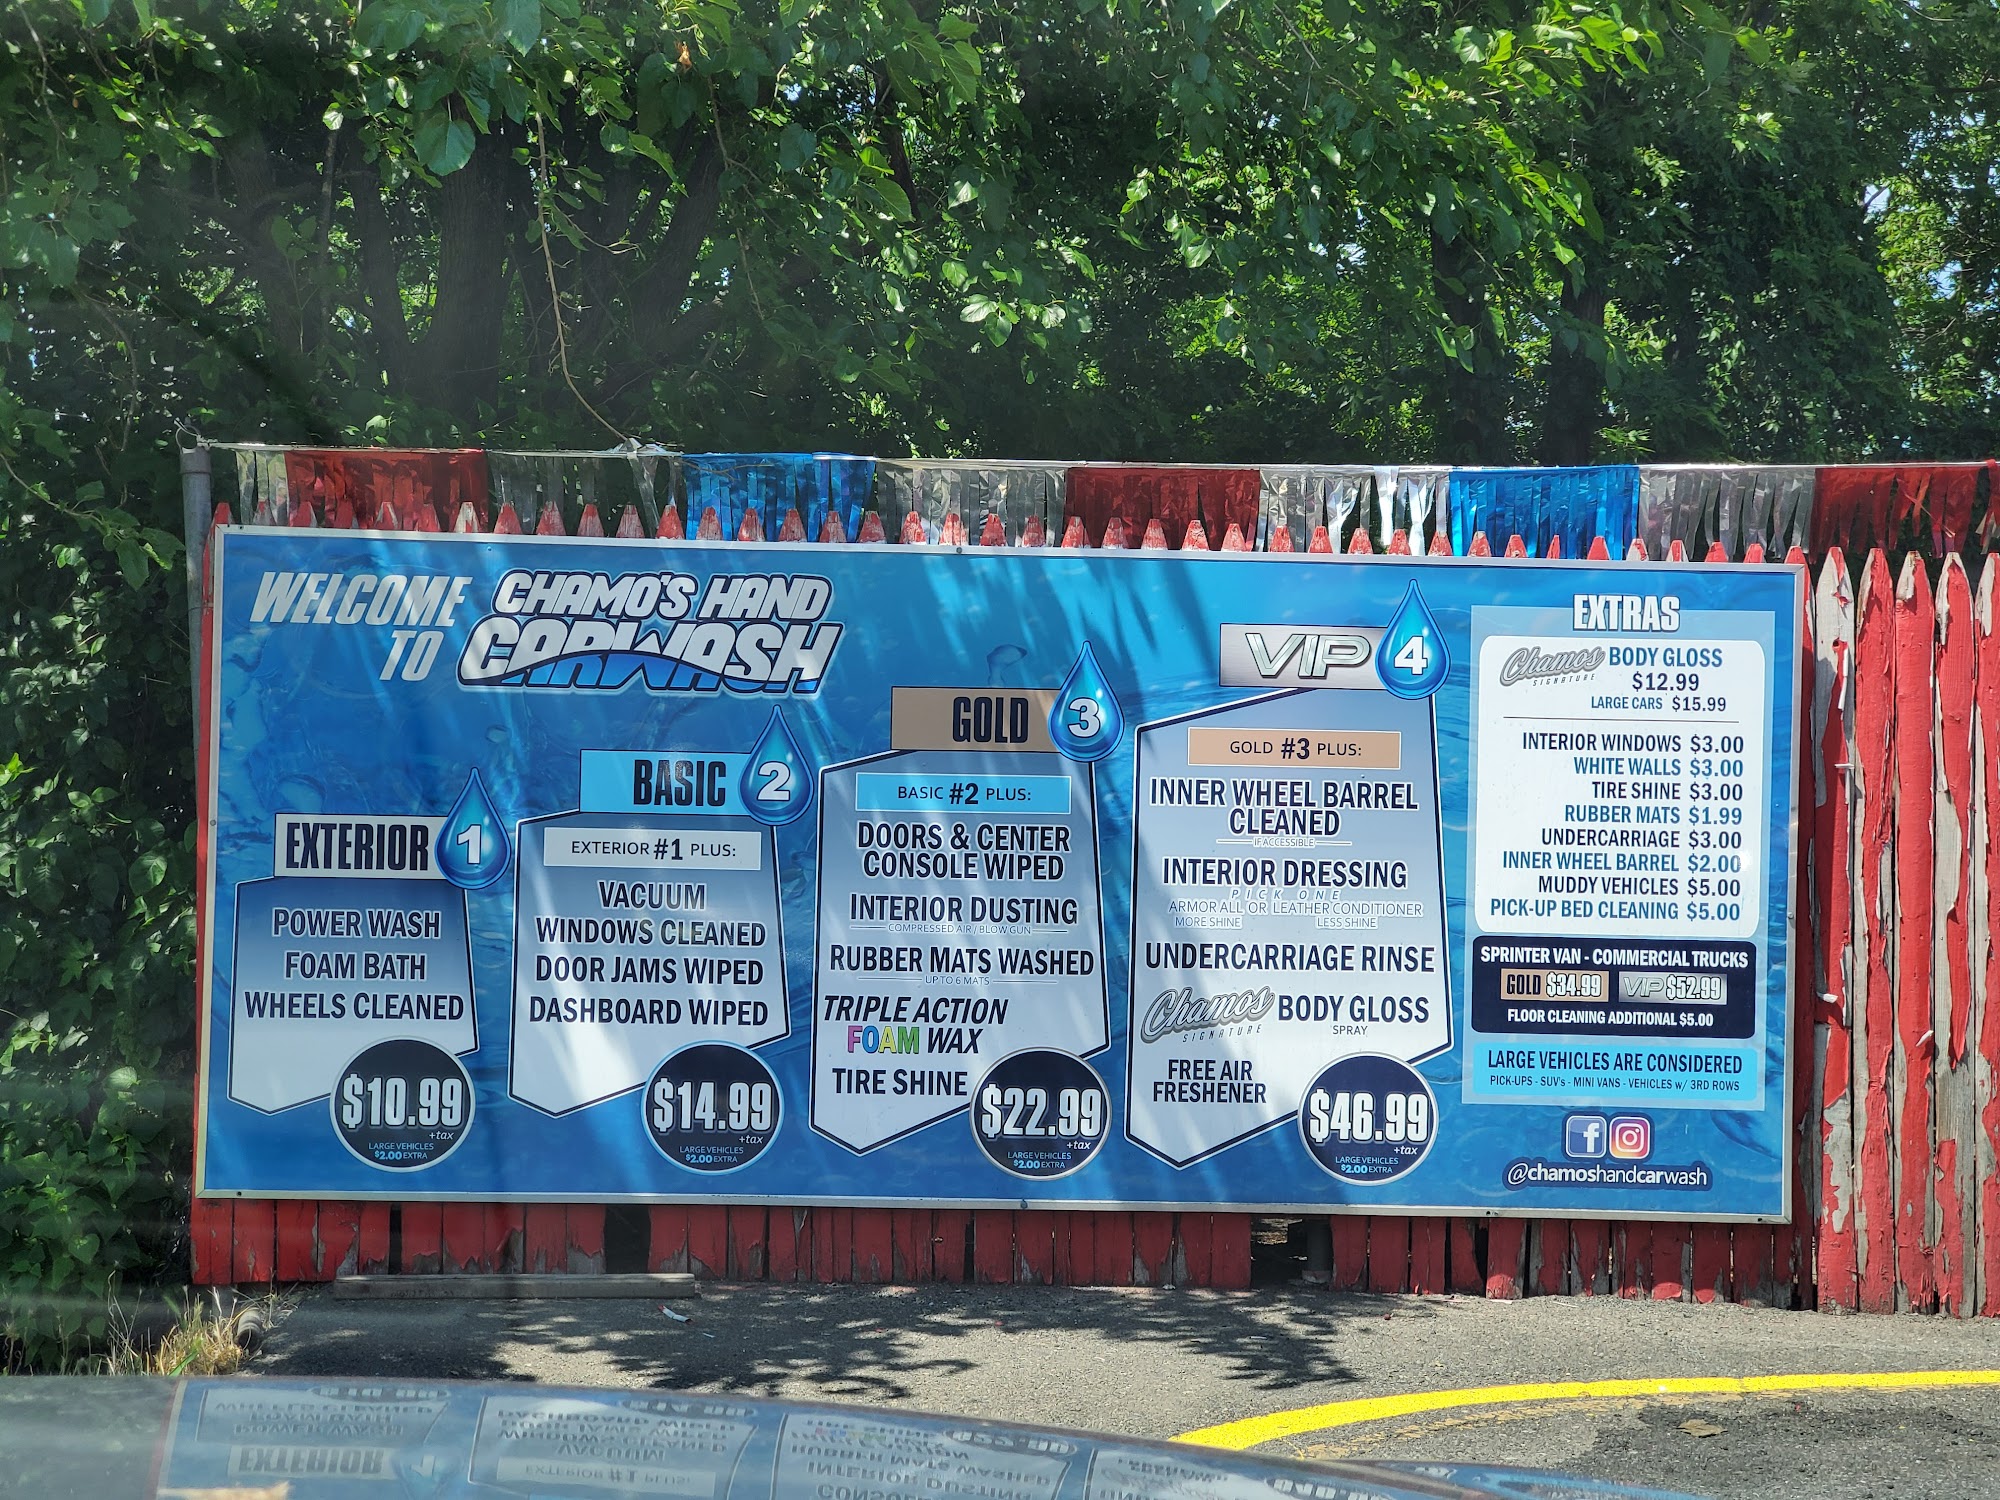 WELCOME TO
CHAMO'S HAND
CARWASH
EXTERIOR 1
POWER WASH
FOAM BATH
WHEELS CLEANED
$10.99
+tax
LARGE VEHICLES
$2.00 EXTRA
BASIC 2
EXTERIOR #1 PLUS:
VACUUM
WINDOWS CLEANED
DOOR JAMS WIPED
DASHBOARD WIPED
$14.99
+tax
LARGE VEHICLES
$2.00 EXTRA
GOLD 3
BASIC #2 PLUS:
DOORS & CENTER
CONSOLE WIPED
INTERIOR DUSTING
COMPRESSED AIR / BLOW GUN
RUBBER MATS WASHED
UP TO 6 MATS
TRIPLE ACTION
FOAM WAX
TIRE SHINE
$22.99
+tax
LARGE VEHICLES
$2.00 EXTRA
VIP 4
GOLD #3 PLUS:
INNER WHEEL BARREL
CLEANED
IF ACCESSIBLE
INTERIOR DRESSING
PICK ONE
ARMOR ALL OR LEATHER CONDITIONER
MORE SHINE LESS SHINE
UNDERCARRIAGE RINSE
Chamos SIGNATURE BODY GLOSS
SPRAY
FREE AIR
FRESHENER
$46.99
+tax
LARGE VEHICLES
$2.00 EXTRA
EXTRAS
Chamos SIGNATURE BODY GLOSS
$12.99
LARGE CARS $15.99
INTERIOR WINDOWS $3.00
WHITE WALLS $3.00
TIRE SHINE $3.00
RUBBER MATS $1.99
UNDERCARRIAGE $3.00
INNER WHEEL BARREL $2.00
MUDDY VEHICLES $5.00
PICK-UP BED CLEANING $5.00
SPRINTER VAN - COMMERCIAL TRUCKS
GOLD $34.99 VIP $52.99
FLOOR CLEANING ADDITIONAL $5.00
LARGE VEHICLES ARE CONSIDERED
PICK-UPS - SUV's - MINI VANS - VEHICLES w/ 3RD ROWS
@chamoshandcarwash